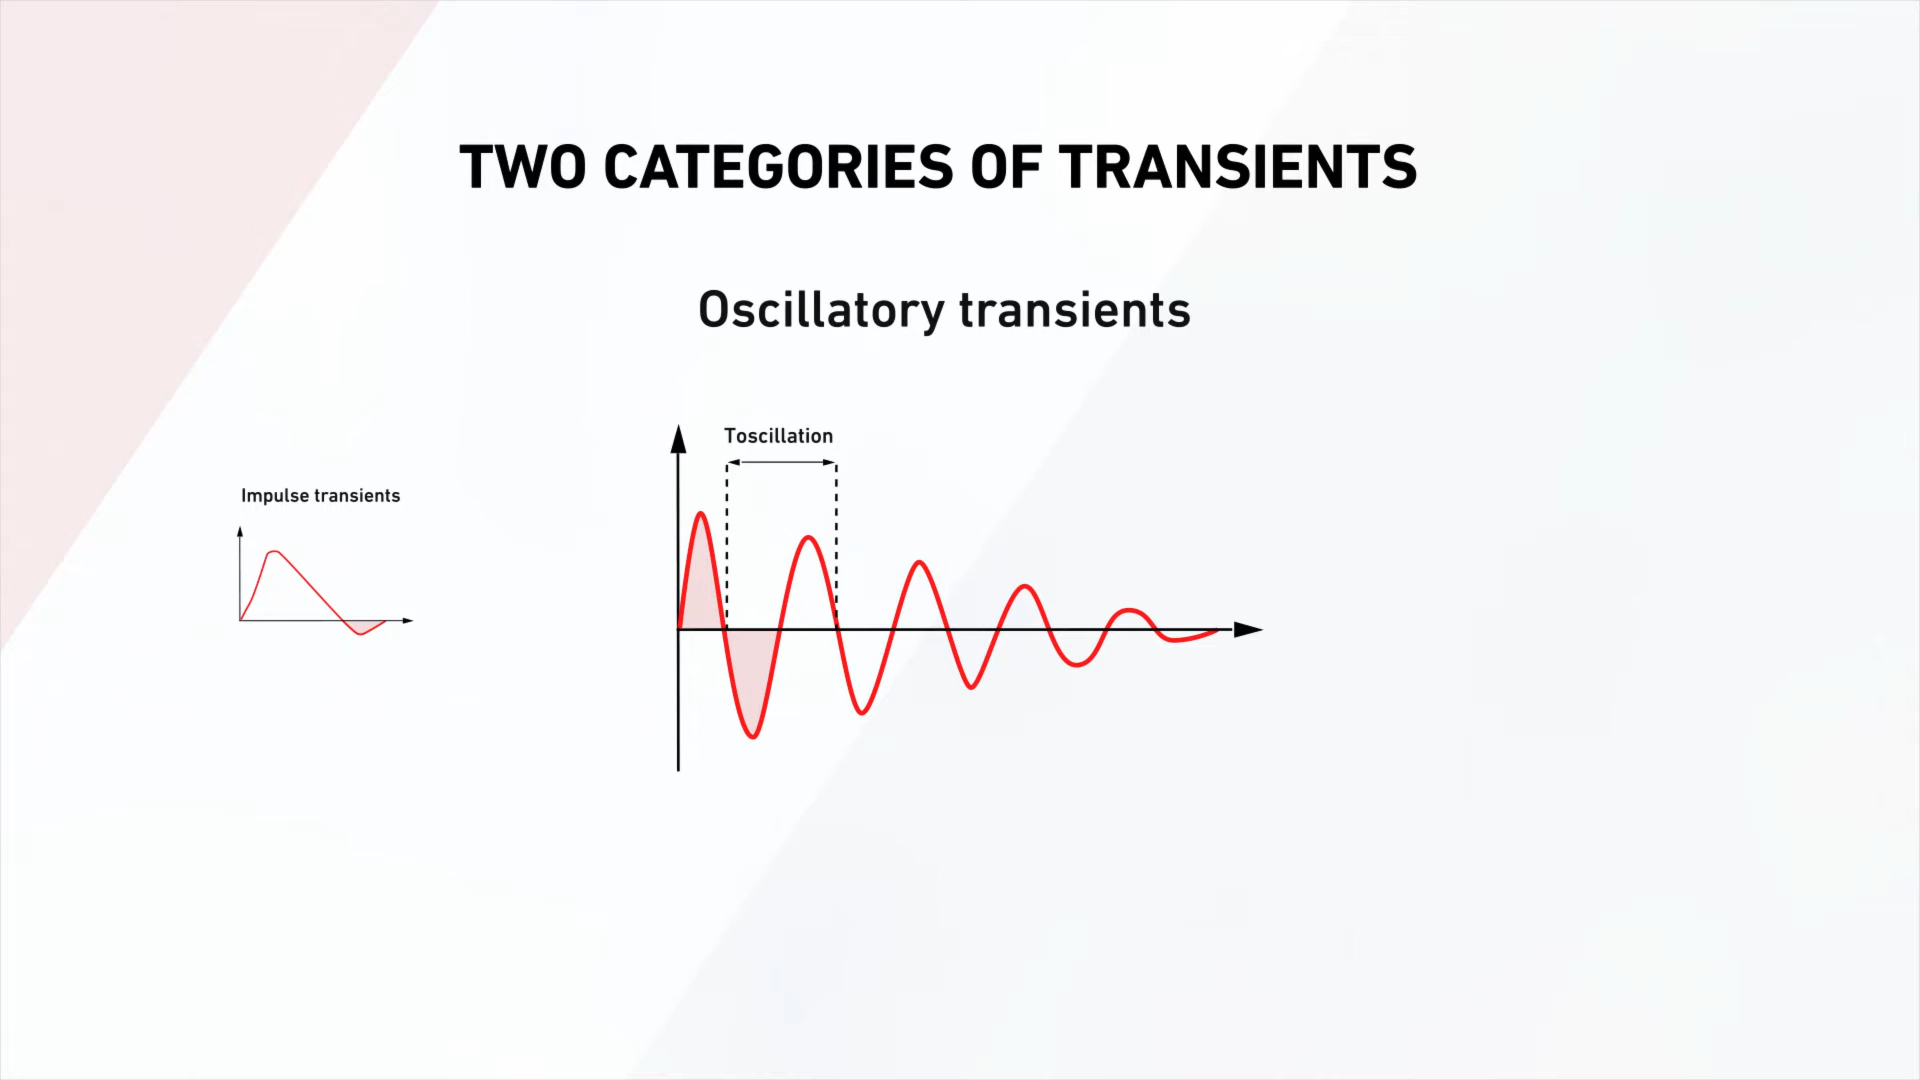 TWO CATEGORIES OF TRANSIENTS
Oscillatory transients
Toscillation
Impulse transients